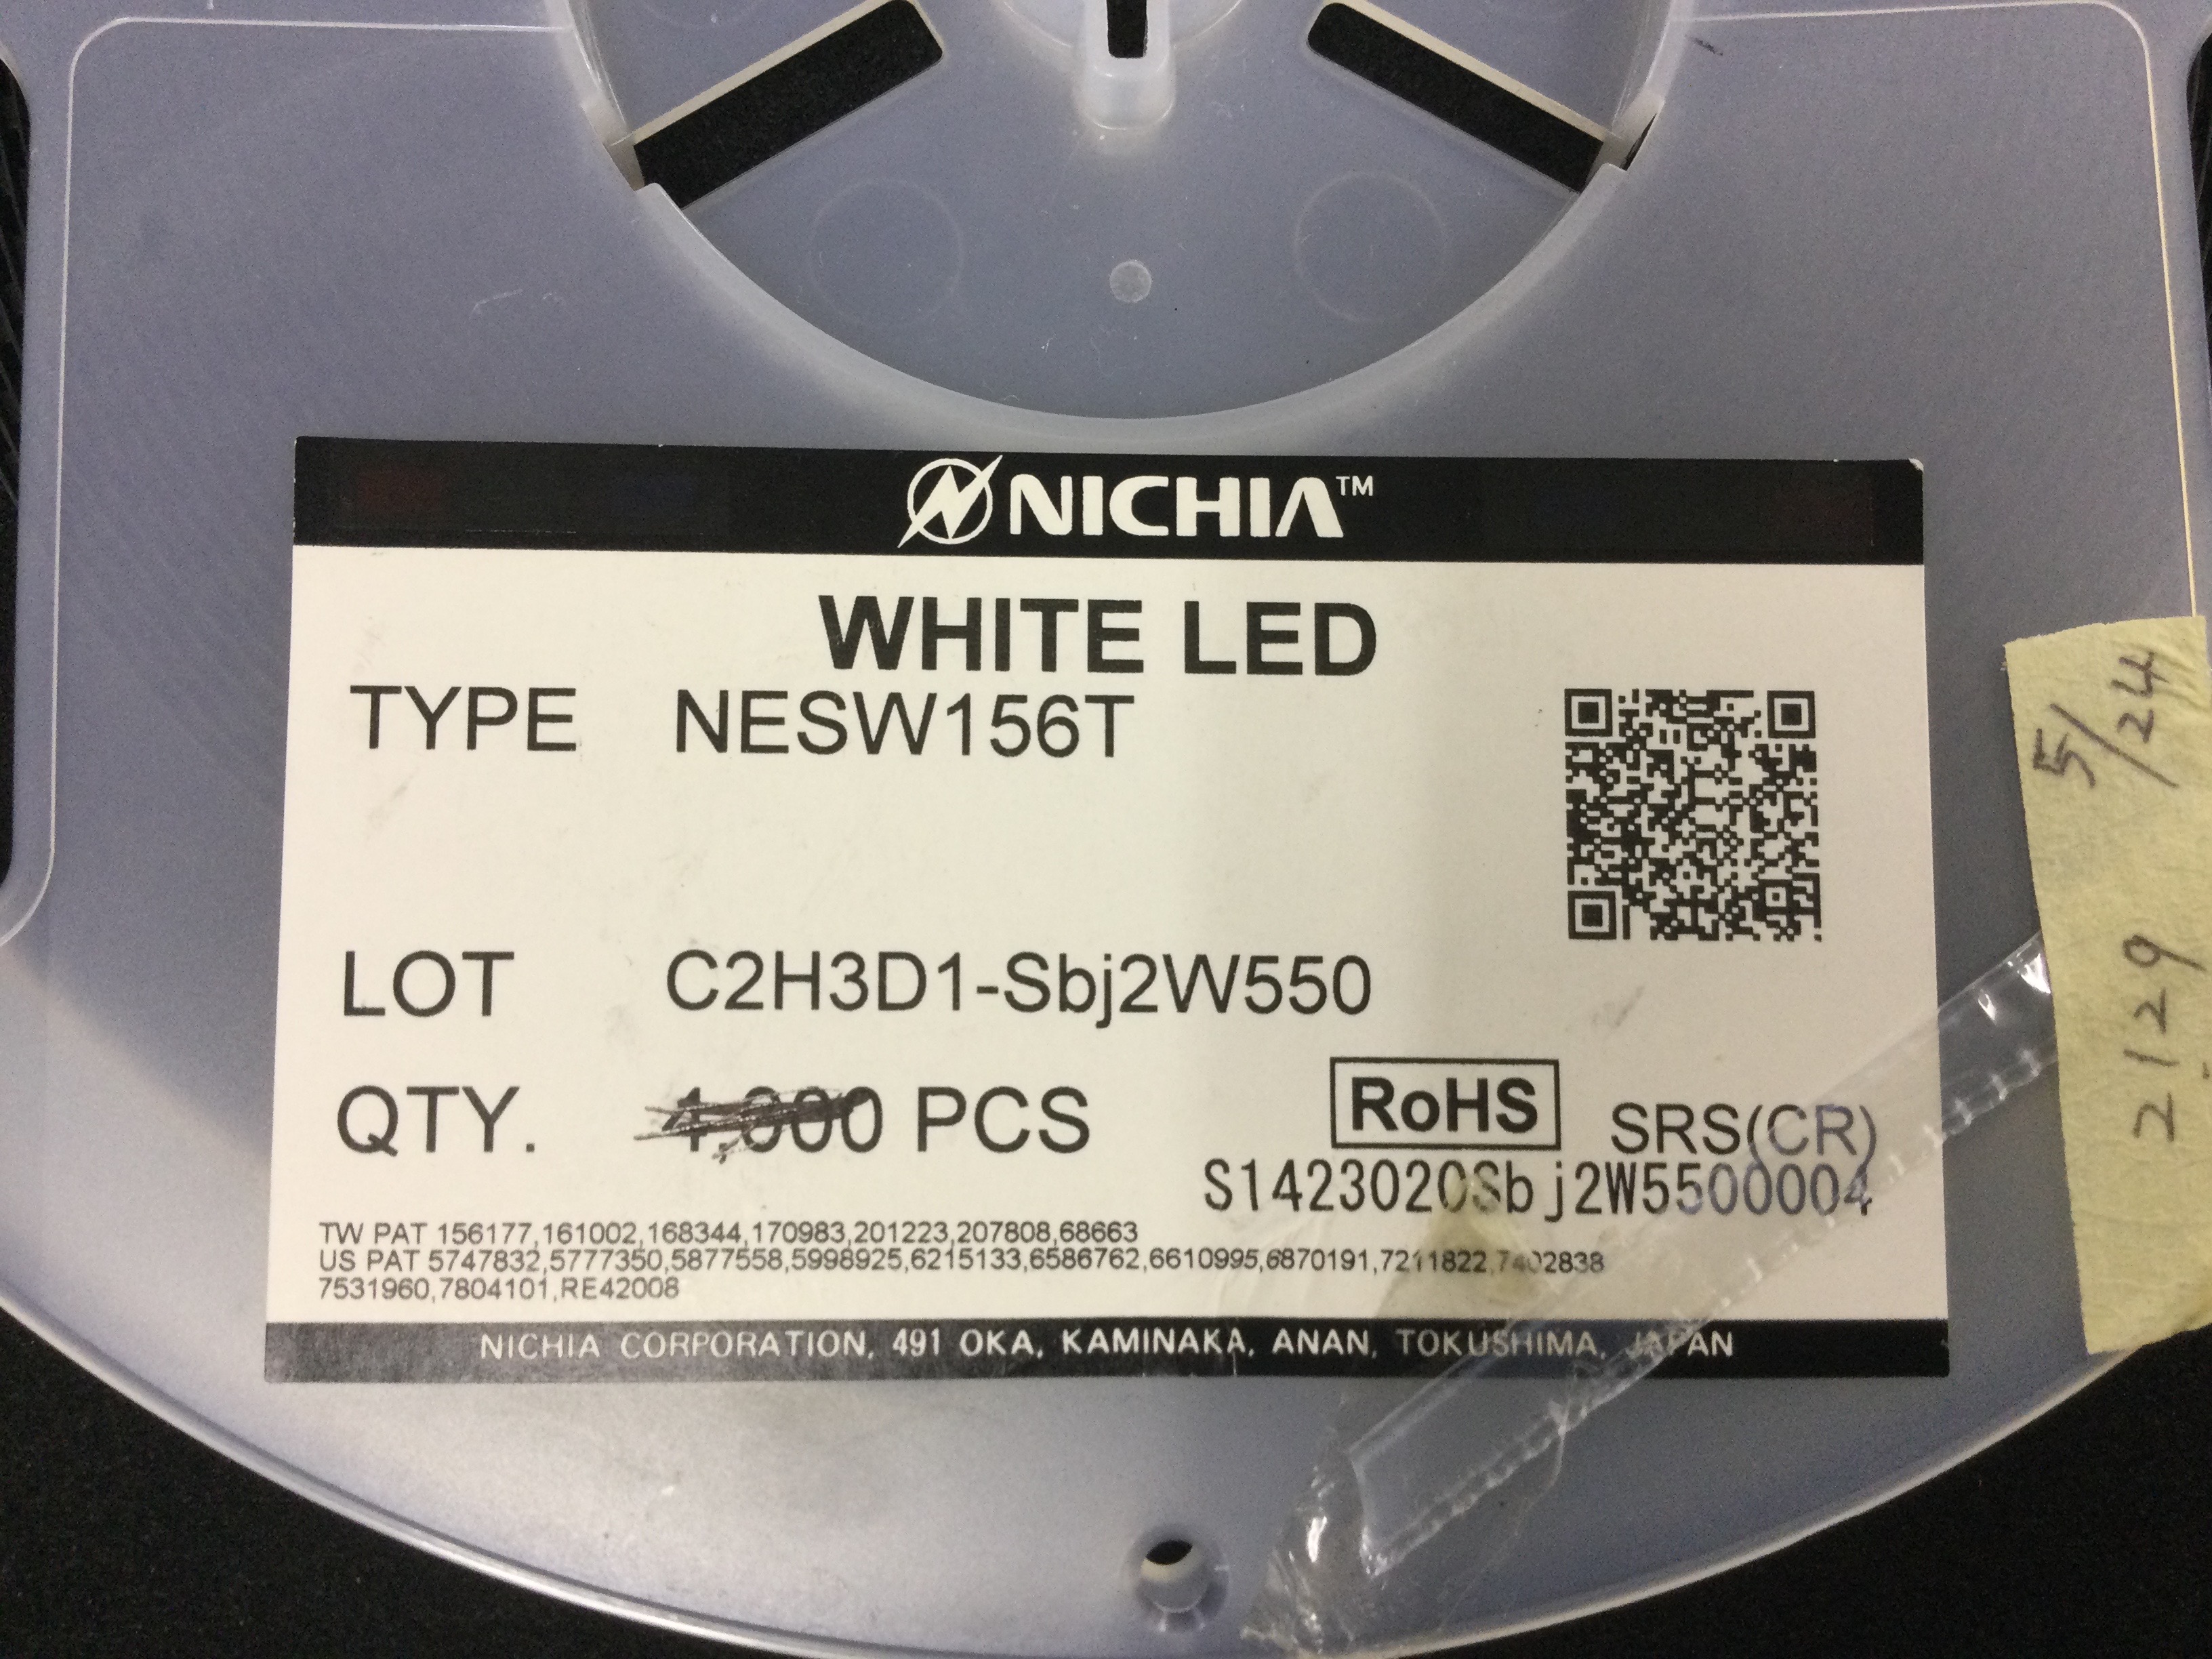 NICHIA™
WHITE LED
TYPE NESW156T
LOT C2H3D1-Sbj2W550
QTY. 1,000 PCS
RoHS SRS(CR)
S1423020Sbj2W5500004
TW PAT 156177,161002,168344,170983,201223,207808,68663
US PAT 5747832,5777350,5877558,5998925,6215133,6586762,6610995,6870191,7211822,7402838
7531960,7804101,RE42008
NICHIA CORPORATION, 491 OKA, KAMINAKA, ANAN, TOKUSHIMA, JAPAN
5/24
2129